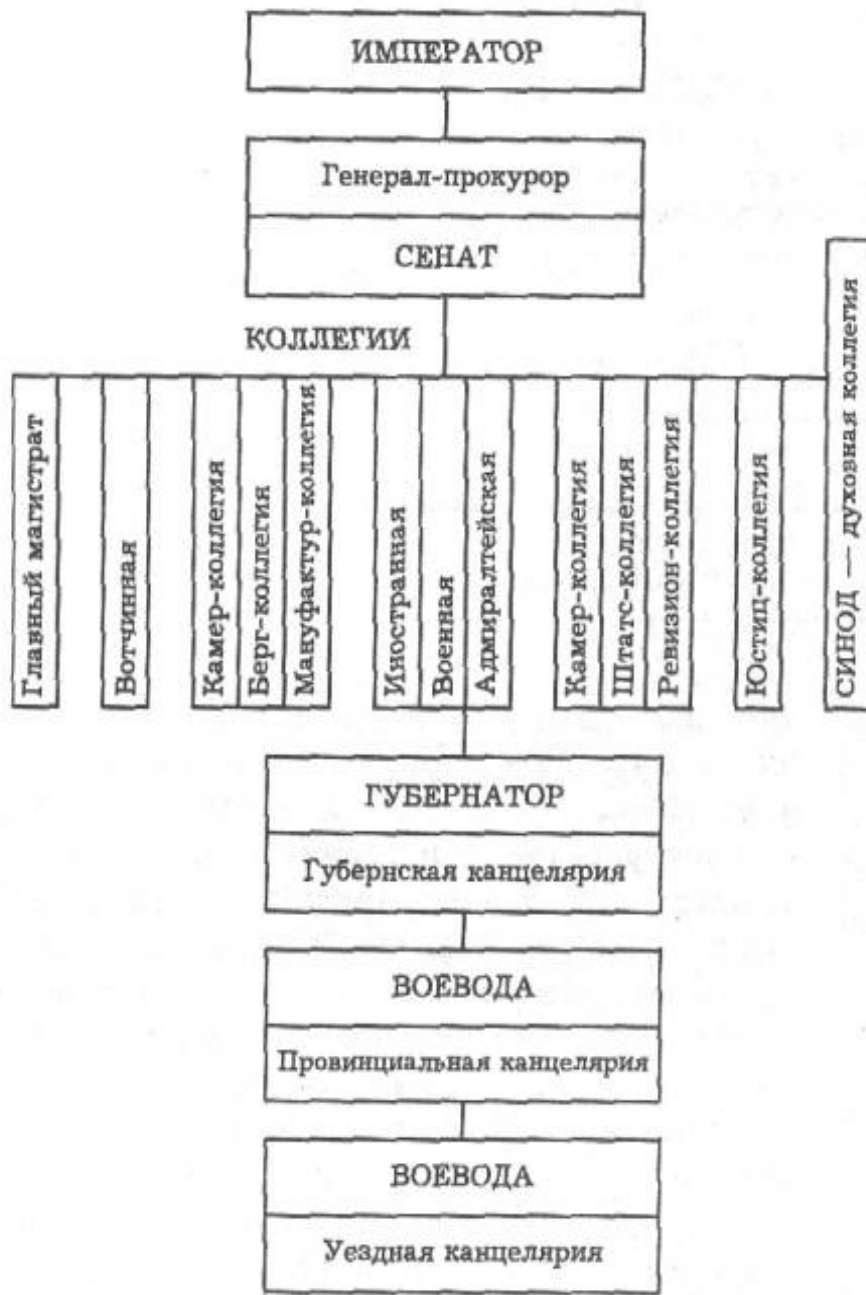 ИМПЕРАТОР
Генерал-прокурор
СЕНАТ
КОЛЛЕГИИ
Главный магистрат
Вотчинная
Камер-коллегия
Берг-коллегия
Мануфактур-коллегия
Иностранная
Военная
Адмиралтейская
Камер-коллегия
Штатс-коллегия
Ревизион-коллегия
Юстиц-коллегия
СИНОД — духовная коллегия
ГУБЕРНАТОР
Губернская канцелярия
ВОЕВОДА
Провинциальная канцелярия
ВОЕВОДА
Уездная канцелярия